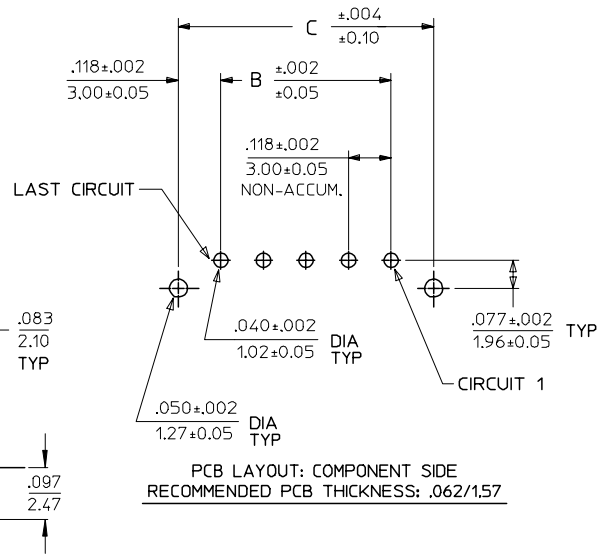 C ±.004
±0.10
.118±.002
3.00±0.05
B ±.002
±0.05
.118±.002
3.00±0.05
NON-ACCUM.
LAST CIRCUIT
.083
2.10
TYP
.040±.002
1.02±0.05
DIA
TYP
.077±.002
1.96±0.05
TYP
CIRCUIT 1
.050±.002
1.27±0.05
DIA
TYP
.097
2.47
PCB LAYOUT: COMPONENT SIDE
RECOMMENDED PCB THICKNESS: .062/1.57